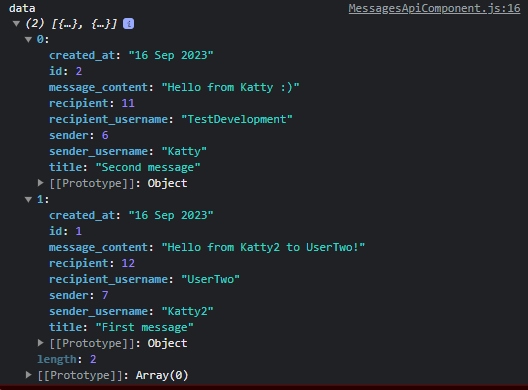 data MessagesApiComponent.js:16
▼ (2) [{…}, {…}] i
▼ 0:
created_at: "16 Sep 2023"
id: 2
message_content: "Hello from Katty :)"
recipient: 11
recipient_username: "TestDevelopment"
sender: 6
sender_username: "Katty"
title: "Second message"
▶ [[Prototype]]: Object
▼ 1:
created_at: "16 Sep 2023"
id: 1
message_content: "Hello from Katty2 to UserTwo!"
recipient: 12
recipient_username: "UserTwo"
sender: 7
sender_username: "Katty2"
title: "First message"
▶ [[Prototype]]: Object
length: 2
▶ [[Prototype]]: Array(0)